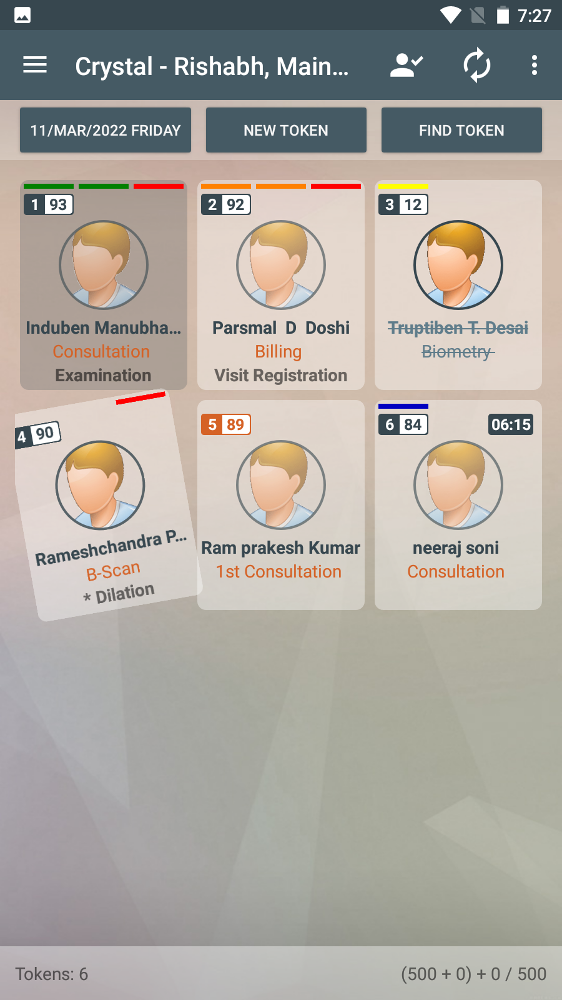 7:27
Crystal - Rishabh, Main...
11/MAR/2022 FRIDAY
NEW TOKEN
FIND TOKEN
1 93
Induben Manubha...
Consultation
Examination
2 92
Parsmal D Doshi
Billing
Visit Registration
3 12
Truptiben T. Desai
Biometry
4 90
Rameshchandra P...
B-Scan
* Dilation
5 89
Ram prakesh Kumar
1st Consultation
6 84
06:15
neeraj soni
Consultation
Tokens: 6
(500 + 0) + 0 / 500